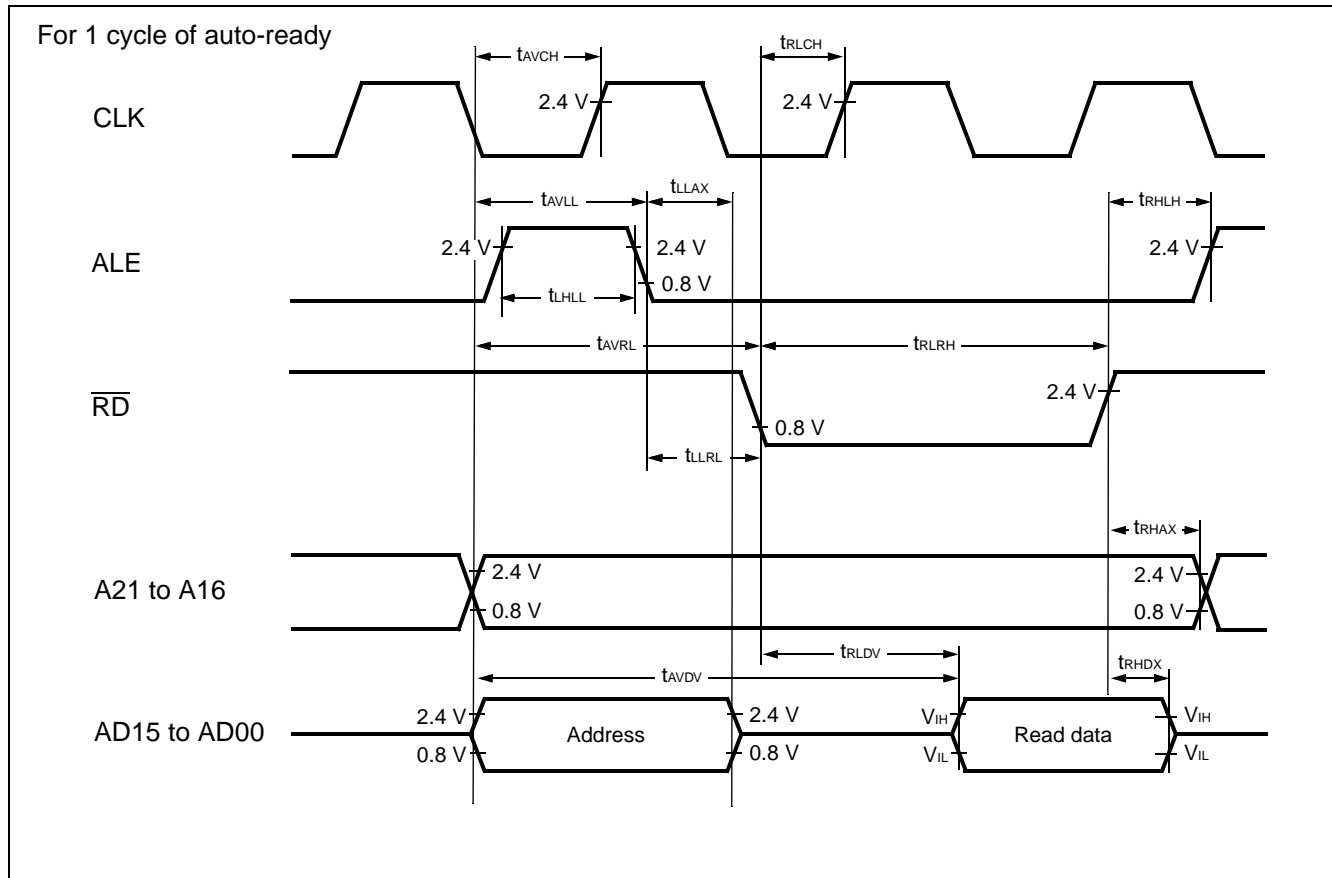 For 1 cycle of auto-ready
tAVCH
tRLCH
CLK
2.4 V
2.4 V
tAVLL
tLLAX
tRHLH
ALE
2.4 V
2.4 V
2.4 V
0.8 V
tLHLL
tAVRL
tRLRH
RD
2.4 V
0.8 V
tLLRL
tRHAX
A21 to A16
2.4 V
2.4 V
0.8 V
0.8 V
tRLDV
tRHDX
tAVDV
AD15 to AD00
2.4 V
Address
2.4 V
VIH
Read data
VIH
0.8 V
0.8 V
VIL
VIL